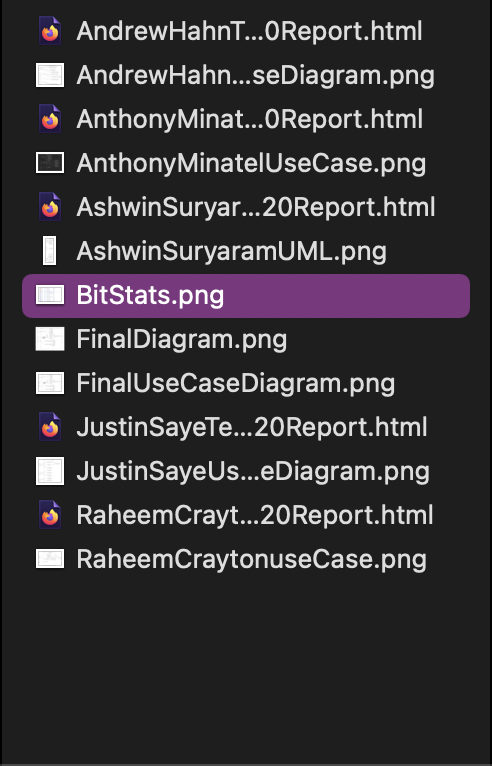 AndrewHahnT...0Report.html
AndrewHahn...seDiagram.png
AnthonyMinat...0Report.html
AnthonyMinatelUseCase.png
AshwinSuryar...20Report.html
AshwinSuryaramUML.png
BitStats.png
FinalDiagram.png
FinalUseCaseDiagram.png
JustinSayeTe...20Report.html
JustinSayeUs...eDiagram.png
RaheemCrayt...20Report.html
RaheemCraytonuseCase.png